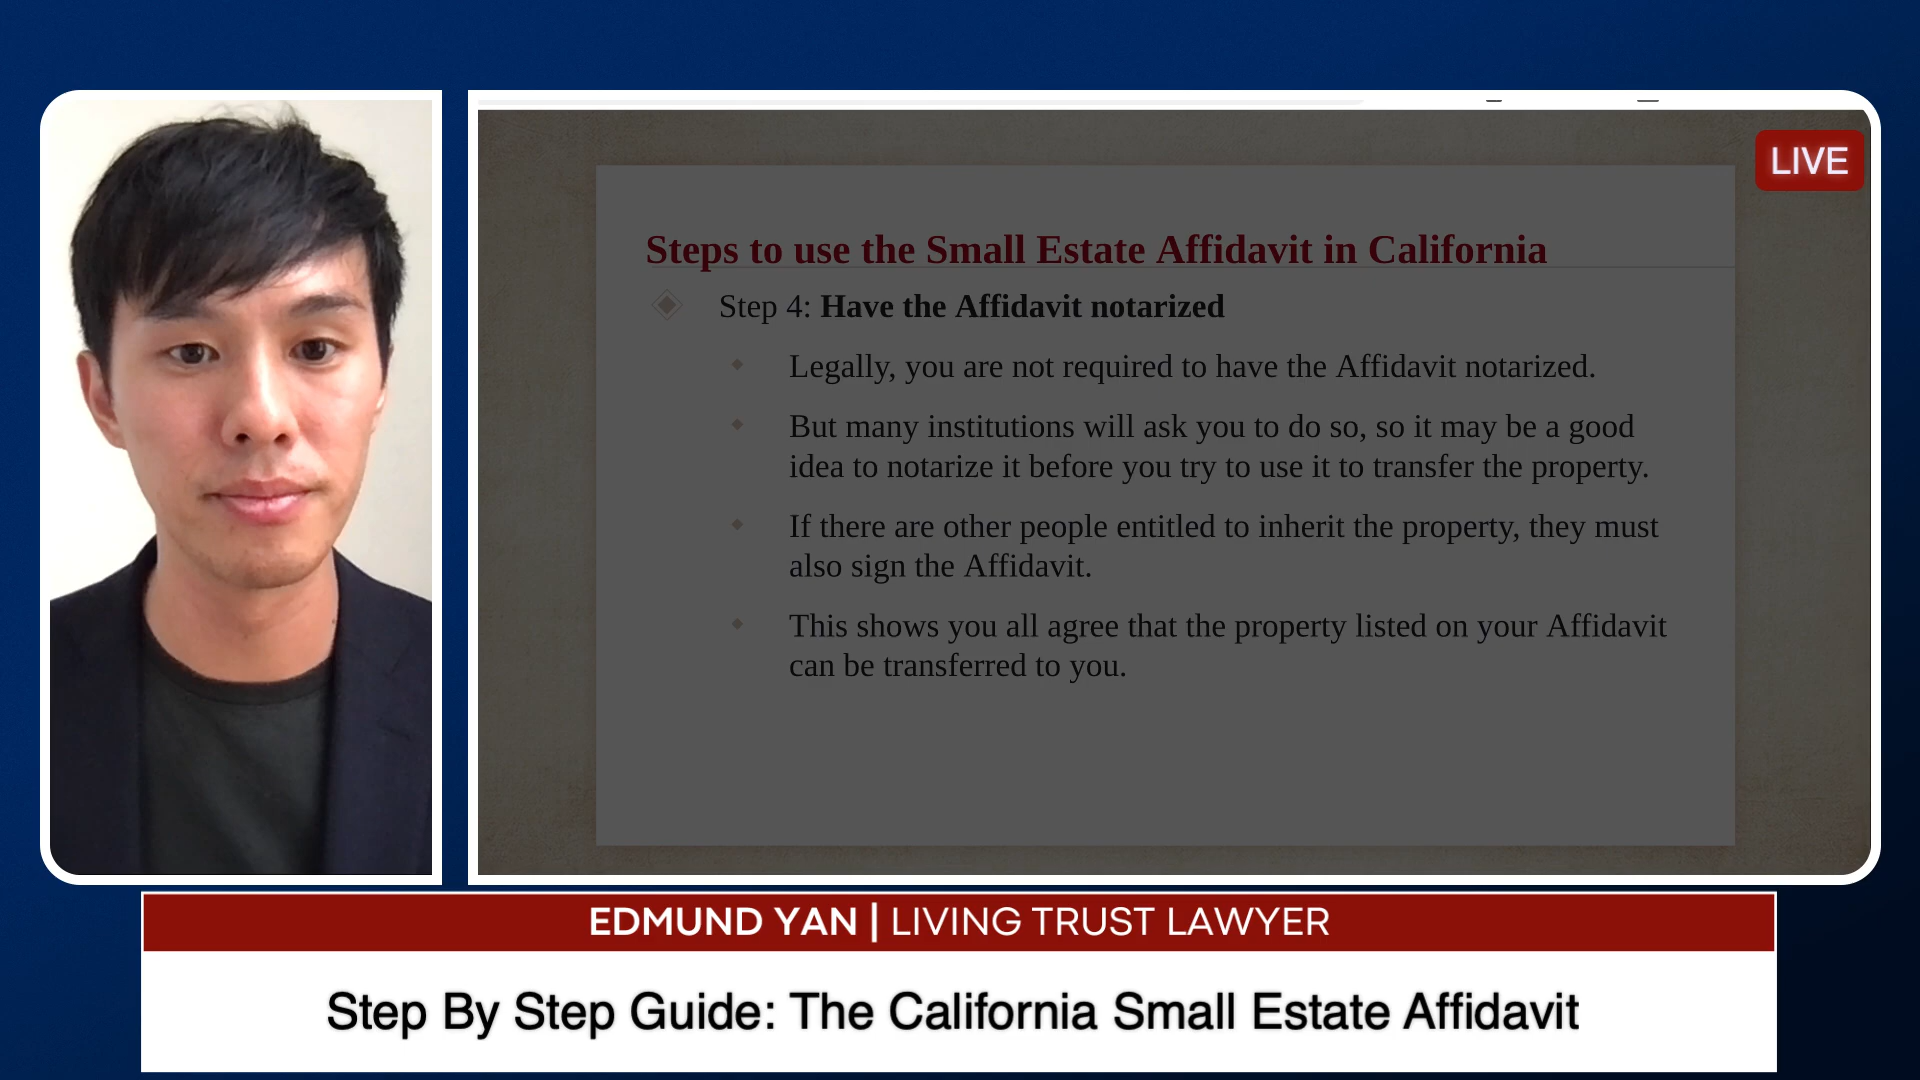 LIVE
Steps to use the Small Estate Affidavit in California
Step 4: Have the Affidavit notarized
Legally, you are not required to have the Affidavit notarized.
But many institutions will ask you to do so, so it may be a good
idea to notarize it before you try to use it to transfer the property.
If there are other people entitled to inherit the property, they must
also sign the Affidavit.
This shows you all agree that the property listed on your Affidavit
can be transferred to you.
EDMUND YAN | LIVING TRUST LAWYER
Step By Step Guide: The California Small Estate Affidavit